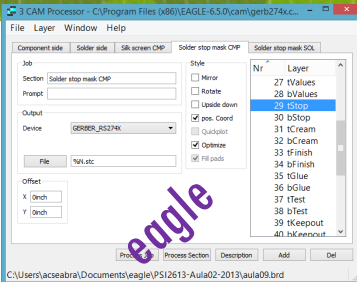 3 CAM Processor - C:\Program Files (x86)\EAGLE-6.5.0\cam\gerb274x.c...
File Layer Window Help
Component side Solder side Silk screen CMP Solder stop mask CMP Solder stop mask SOL
Job
Section Solder stop mask CMP
Prompt
Output
Device GERBER_RS274X
File %N.stc
Offset
X 0inch
Y 0inch
Style
Mirror
Rotate
Upside down
pos. Coord
Quickplot
Optimize
Fill pads
Nr Layer
27 tValues
28 bValues
29 tStop
30 bStop
31 tCream
32 bCream
33 tFinish
34 bFinish
35 tGlue
36 bGlue
37 tTest
38 bTest
39 tKeepout
40 bKeepout
eagle
Process Job Process Section Description Add Del
C:\Users\acseabra\Documents\eagle\PSI2613-Aula02-2013\aula09.brd